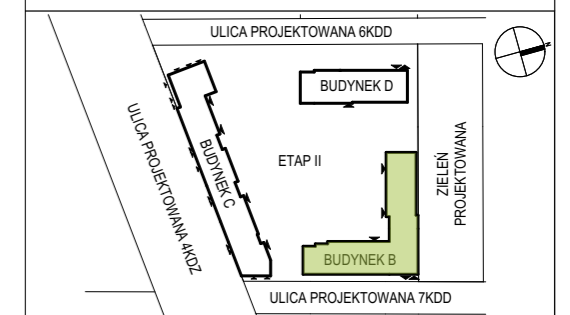 ULICA PROJEKTOWANA 6KDD
BUDYNEK D
ULICA PROJEKTOWANA 4KDZ
BUDYNEK C
ETAP II
ZIELEŃ
PROJEKTOWANA
BUDYNEK B
ULICA PROJEKTOWANA 7KDD